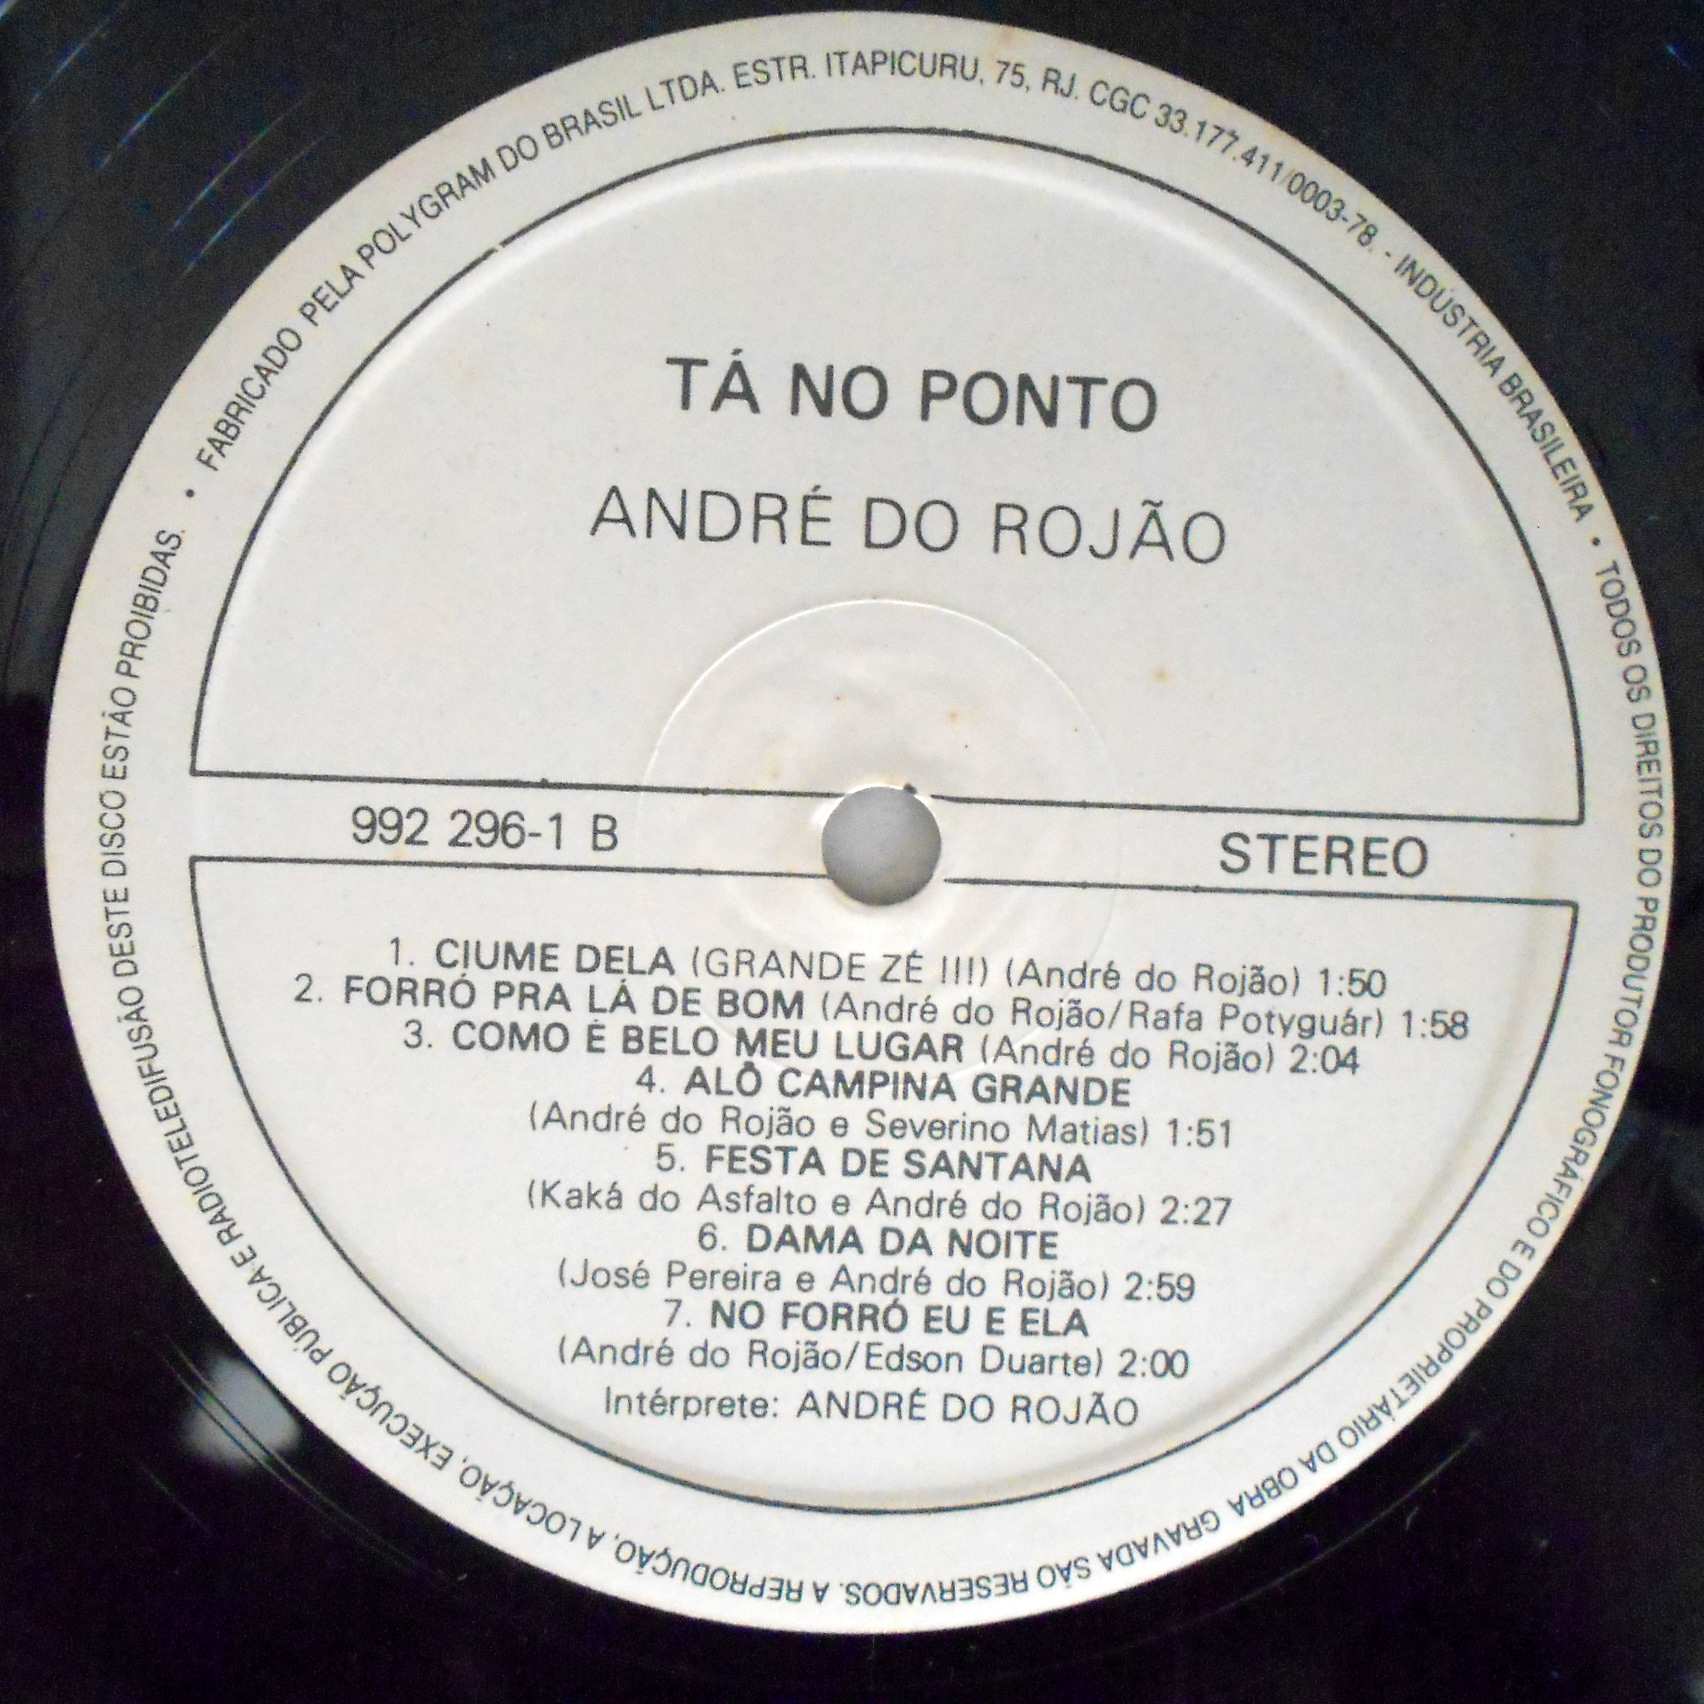 FABRICADO PELA POLYGRAM DO BRASIL LTDA. ESTR. ITAPICURU, 75, RJ. CGC 33.177.411/0003-78. - INDÚSTRIA BRASILEIRA • TODOS OS DIREITOS DO PRODUTOR FONOGRÁFICO E DO PROPRIETÁRIO DA OBRA GRAVADA SÃO RESERVADOS. A REPRODUÇÃO, A LOCAÇÃO, EXECUÇÃO PÚBLICA E RADIOTELEDIFUSÃO DESTE DISCO ESTÃO PROIBIDAS. •
TÁ NO PONTO
ANDRÉ DO ROJÃO
992 296-1 B
STEREO
1. CIUME DELA (GRANDE ZÉ !!!) (André do Rojão) 1:50
2. FORRÓ PRA LÁ DE BOM (André do Rojão/Rafa Potyguár) 1:58
3. COMO É BELO MEU LUGAR (André do Rojão) 2:04
4. ALÔ CAMPINA GRANDE
(André do Rojão e Severino Matias) 1:51
5. FESTA DE SANTANA
(Kaká do Asfalto e André do Rojão) 2:27
6. DAMA DA NOITE
(José Pereira e André do Rojão) 2:59
7. NO FORRÓ EU E ELA
(André do Rojão/Edson Duarte) 2:00
Intérprete: ANDRÉ DO ROJÃO